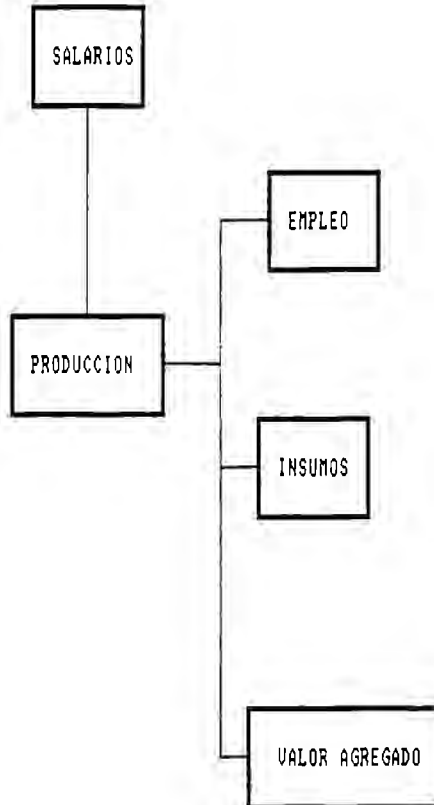 SALARIOS
EMPLEO
PRODUCCION
INSUMOS
VALOR AGREGADO